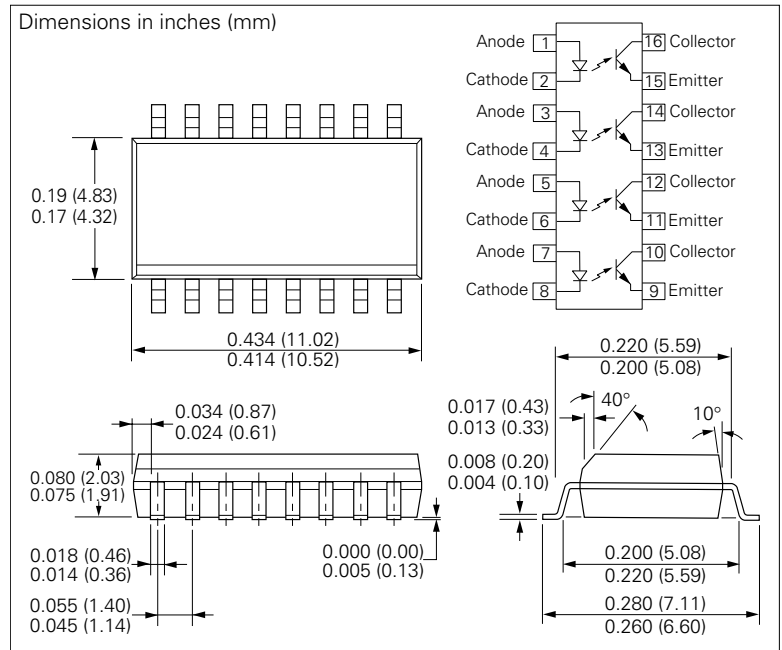 Dimensions in inches (mm)
Anode 1 16 Collector
Cathode 2 15 Emitter
Anode 3 14 Collector
Cathode 4 13 Emitter
Anode 5 12 Collector
Cathode 6 11 Emitter
Anode 7 10 Collector
Cathode 8 9 Emitter
0.19 (4.83)
0.17 (4.32)
0.434 (11.02)
0.414 (10.52)
0.034 (0.87)
0.024 (0.61)
0.080 (2.03)
0.075 (1.91)
0.018 (0.46)
0.014 (0.36)
0.055 (1.40)
0.045 (1.14)
0.000 (0.00)
0.005 (0.13)
0.220 (5.59)
0.200 (5.08)
0.017 (0.43)
0.013 (0.33)
40°
10°
0.008 (0.20)
0.004 (0.10)
0.200 (5.08)
0.220 (5.59)
0.280 (7.11)
0.260 (6.60)